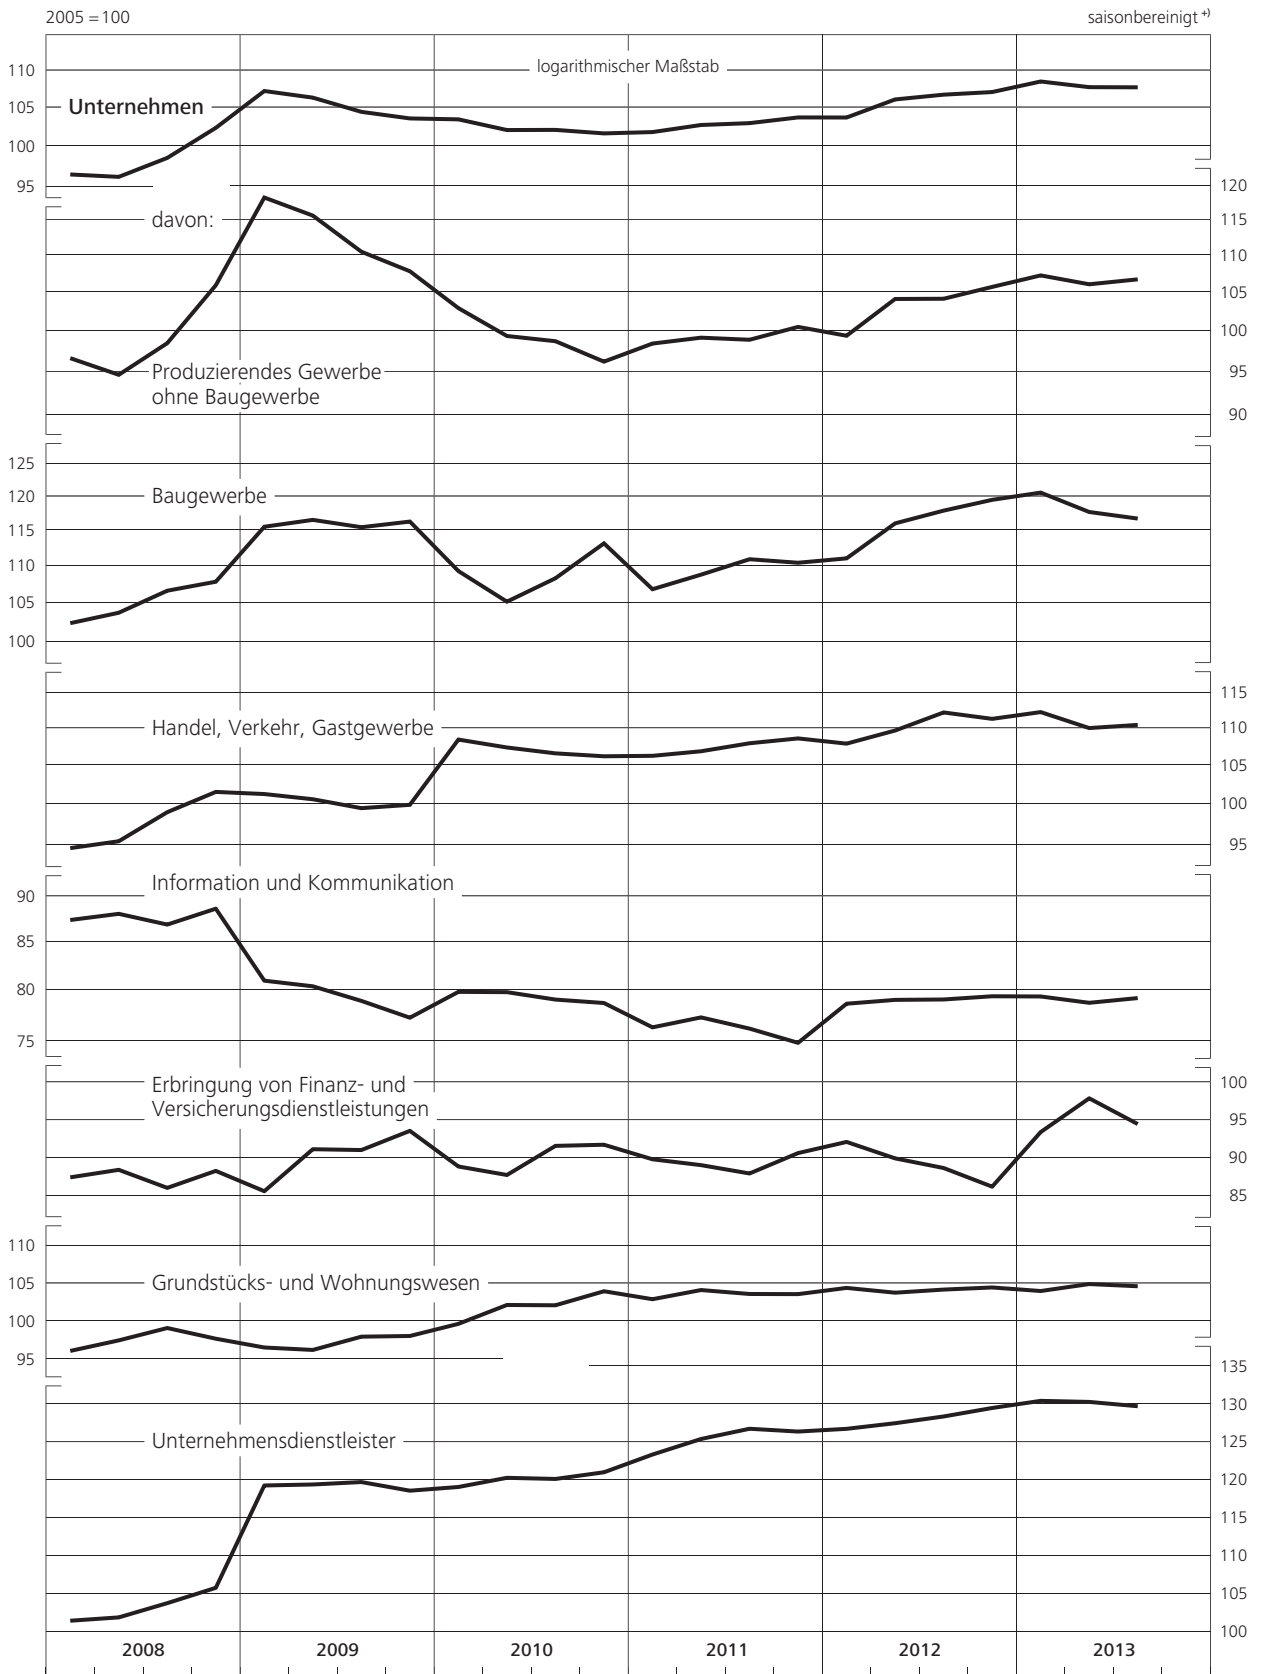 2005 = 100
saisonbereinigt +)
logarithmischer Maßstab
110
105
100
95
Unternehmen
120
115
110
105
100
95
90
davon:
Produzierendes Gewerbe
ohne Baugewerbe
125
120
115
110
105
100
Baugewerbe
115
110
105
100
95
Handel, Verkehr, Gastgewerbe
Information und Kommunikation
90
85
80
75
Erbringung von Finanz- und
Versicherungsdienstleistungen
100
95
90
85
110
105
100
95
Grundstücks- und Wohnungswesen
135
130
125
120
115
110
105
100
Unternehmensdienstleister
2008 2009 2010 2011 2012 2013